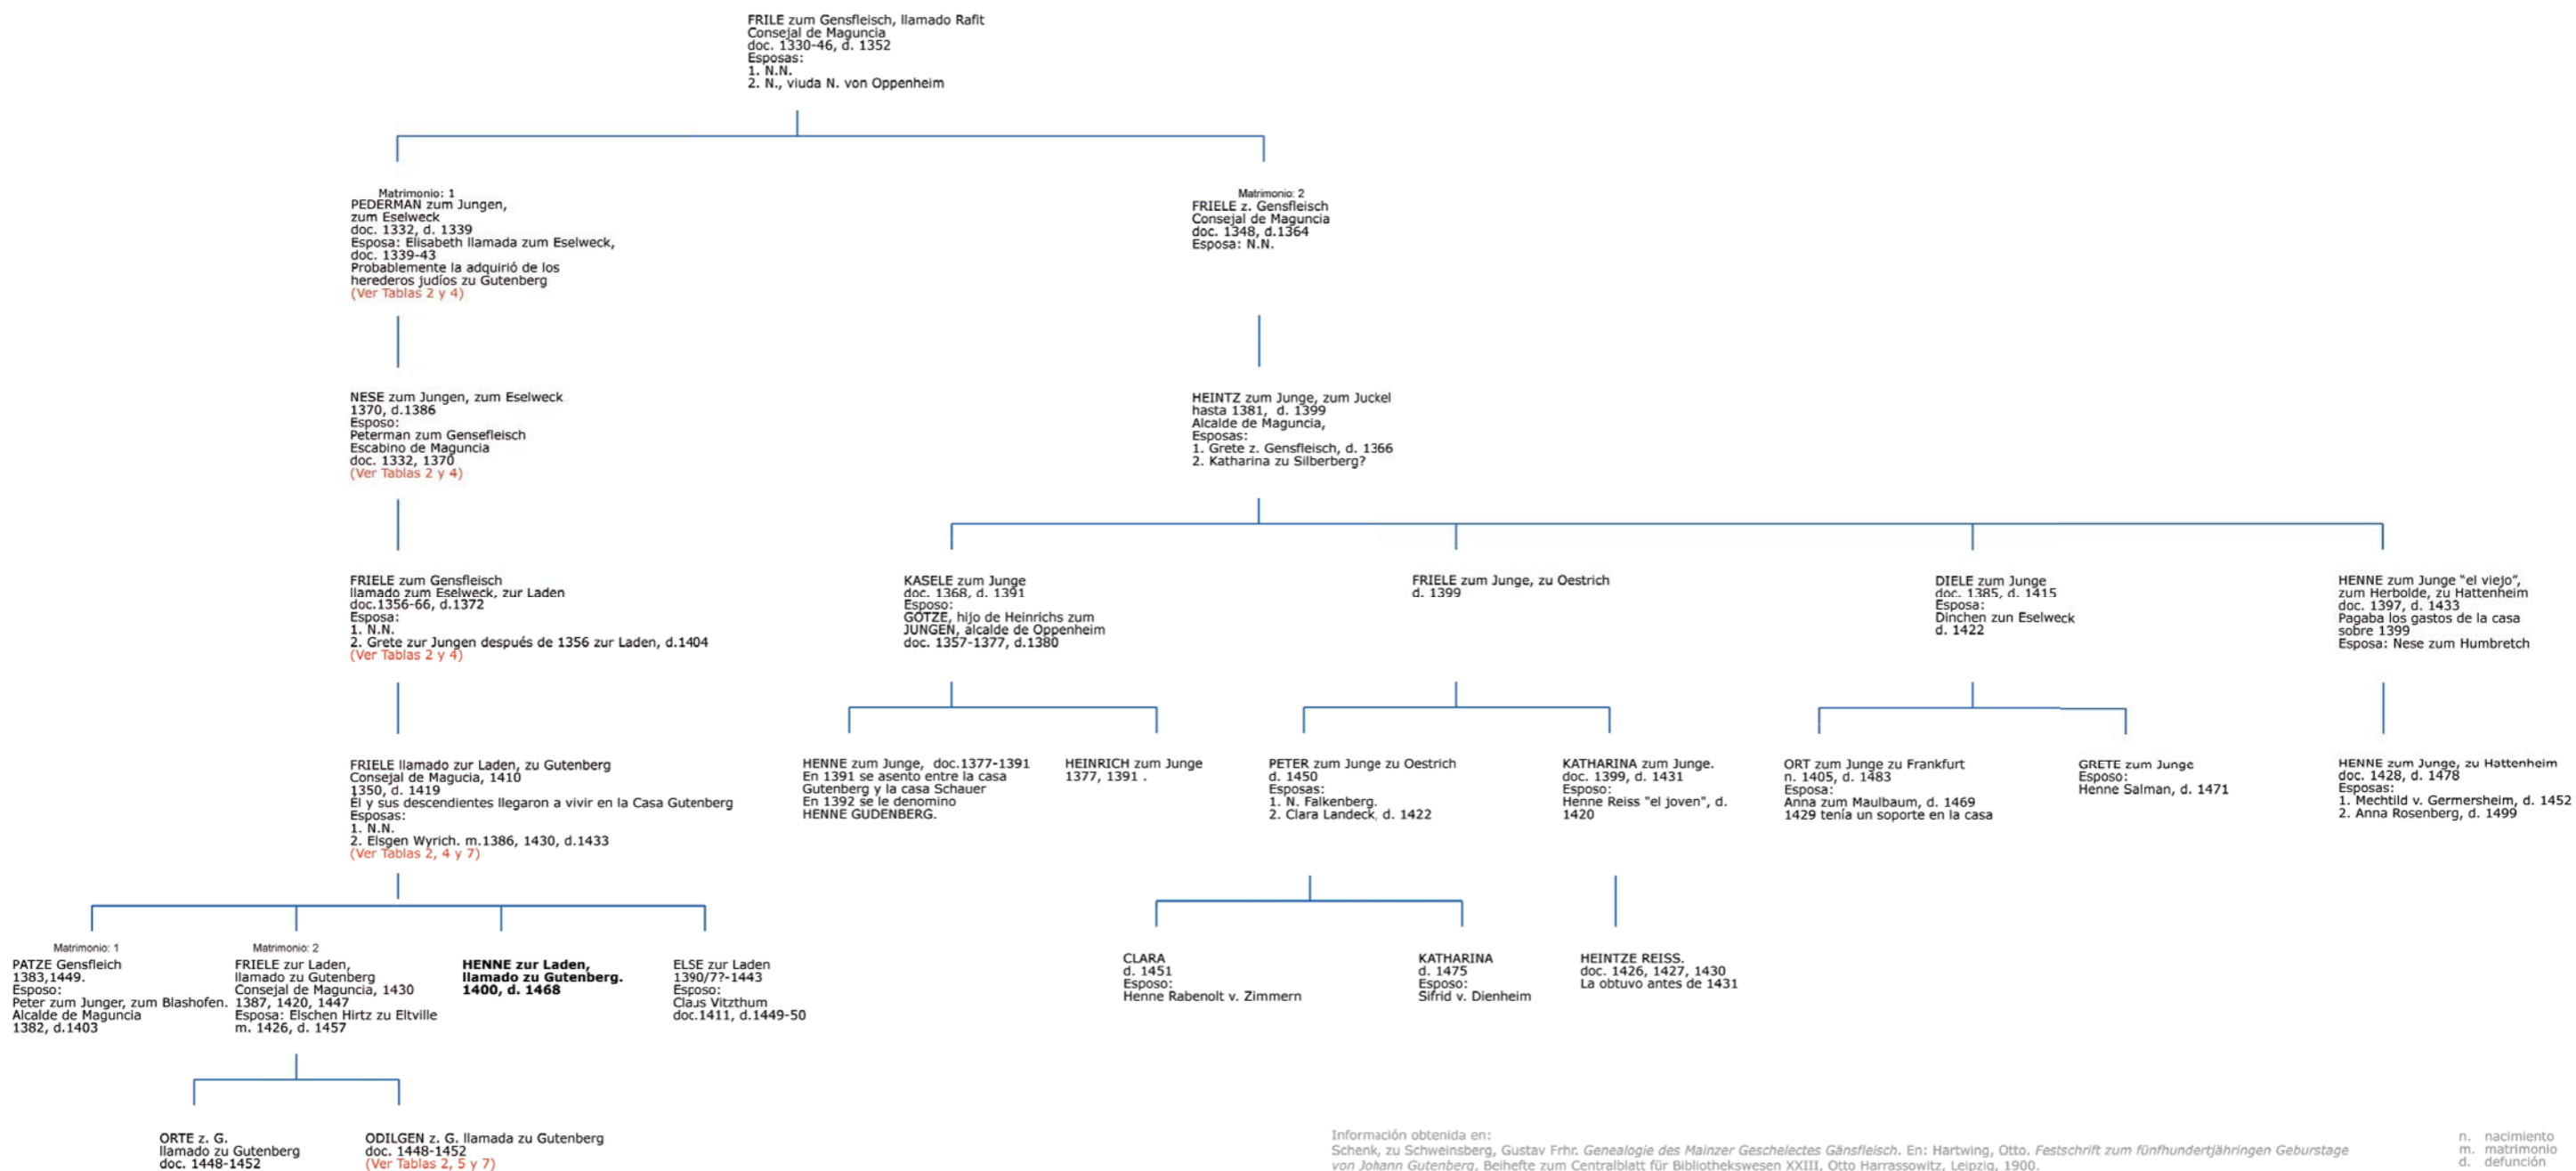 FRILE zum Gensfleisch, llamado Rafit
Consejal de Maguncia
doc. 1330-46, d. 1352
Esposas:
1. N.N.
2. N., viuda N. von Oppenheim
Matrimonio: 1
PEDERMAN zum Jungen,
zum Eselweck
doc. 1332, d. 1339
Esposa: Elisabeth llamada zum Eselweck,
doc. 1339-43
Probablemente la adquirió de los
herederos judíos zu Gutenberg
(Ver Tablas 2 y 4)
Matrimonio: 2
FRIELE z. Gensfleisch
Consejal de Maguncia
doc. 1348, d.1364
Esposa: N.N.
NESE zum Jungen, zum Eselweck
1370, d.1386
Esposo:
Peterman zum Gensefleisch
Escabino de Maguncia
doc. 1332, 1370
(Ver Tablas 2 y 4)
HEINTZ zum Junge, zum Juckel
hasta 1381, d. 1399
Alcalde de Maguncia,
Esposas:
1. Grete z. Gensfleisch, d. 1366
2. Katharina zu Silberberg?
FRIELE zum Gensfleisch
llamado zum Eselweck, zur Laden
doc.1356-66, d.1372
Esposa:
1. N.N.
2. Grete zur Jungen después de 1356 zur Laden, d.1404
(Ver Tablas 2 y 4)
KASELE zum Junge
doc. 1368, d. 1391
Esposo:
GÖTZE, hijo de Heinrichs zum
JUNGEN, alcalde de Oppenheim
doc. 1357-1377, d.1380
FRIELE zum Junge, zu Oestrich
d. 1399
DIELE zum Junge
doc. 1385, d. 1415
Esposa:
Dinchen zun Eselweck
d. 1422
HENNE zum Junge "el viejo",
zum Herbolde, zu Hattenheim
doc. 1397, d. 1433
Pagaba los gastos de la casa
sobre 1399
Esposa: Nese zum Humbretch
FRIELE llamado zur Laden, zu Gutenberg
Consejal de Magucia, 1410
1350, d. 1419
Él y sus descendientes llegaron a vivir en la Casa Gutenberg
Esposas:
1. N.N.
2. Elsgen Wyrich. m.1386, 1430, d.1433
(Ver Tablas 2, 4 y 7)
HENNE zum Junge, doc.1377-1391
En 1391 se asento entre la casa
Gutenberg y la casa Schauer
En 1392 se le denomino
HENNE GUDENBERG.
HEINRICH zum Junge
1377, 1391 .
PETER zum Junge zu Oestrich
d. 1450
Esposas:
1. N. Falkenberg.
2. Clara Landeck, d. 1422
KATHARINA zum Junge.
doc. 1399, d. 1431
Esposo:
Henne Reiss "el joven", d.
1420
ORT zum Junge zu Frankfurt
n. 1405, d. 1483
Esposa:
Anna zum Maulbaum, d. 1469
1429 tenía un soporte en la casa
GRETE zum Junge
Esposo:
Henne Salman, d. 1471
HENNE zum Junge, zu Hattenheim
doc. 1428, d. 1478
Esposas:
1. Mechtild v. Germersheim, d. 1452
2. Anna Rosenberg, d. 1499
Matrimonio: 1
PATZE Gensfleich
1383,1449.
Esposo:
Peter zum Junger, zum Blashofen.
Alcalde de Maguncia
1382, d.1403
Matrimonio: 2
FRIELE zur Laden,
llamado zu Gutenberg
Consejal de Maguncia, 1430
1387, 1420, 1447
Esposa: Elschen Hirtz zu Eltville
m. 1426, d. 1457
HENNE zur Laden,
llamado zu Gutenberg.
1400, d. 1468
ELSE zur Laden
1390/7?-1443
Esposo:
Claus Vitzthum
doc.1411, d.1449-50
CLARA
d. 1451
Esposo:
Henne Rabenolt v. Zimmern
KATHARINA
d. 1475
Esposo:
Sifrid v. Dienheim
HEINTZE REISS.
doc. 1426, 1427, 1430
La obtuvo antes de 1431
ORTE z. G.
llamado zu Gutenberg
doc. 1448-1452
ODILGEN z. G. llamada zu Gutenberg
doc. 1448-1452
(Ver Tablas 2, 5 y 7)
Información obtenida en:
Schenk, zu Schweinsberg, Gustav Frhr. Genealogie des Mainzer Geschelectes Gänsfleisch. En: Hartwing, Otto. Festschrift zum fünfhundertjähringen Geburstage
von Johann Gutenberg, Beihefte zum Centralblatt für Bibliothekswesen XXIII, Otto Harrassowitz, Leipzig, 1900.
n. nacimiento
m. matrimonio
d. defunción